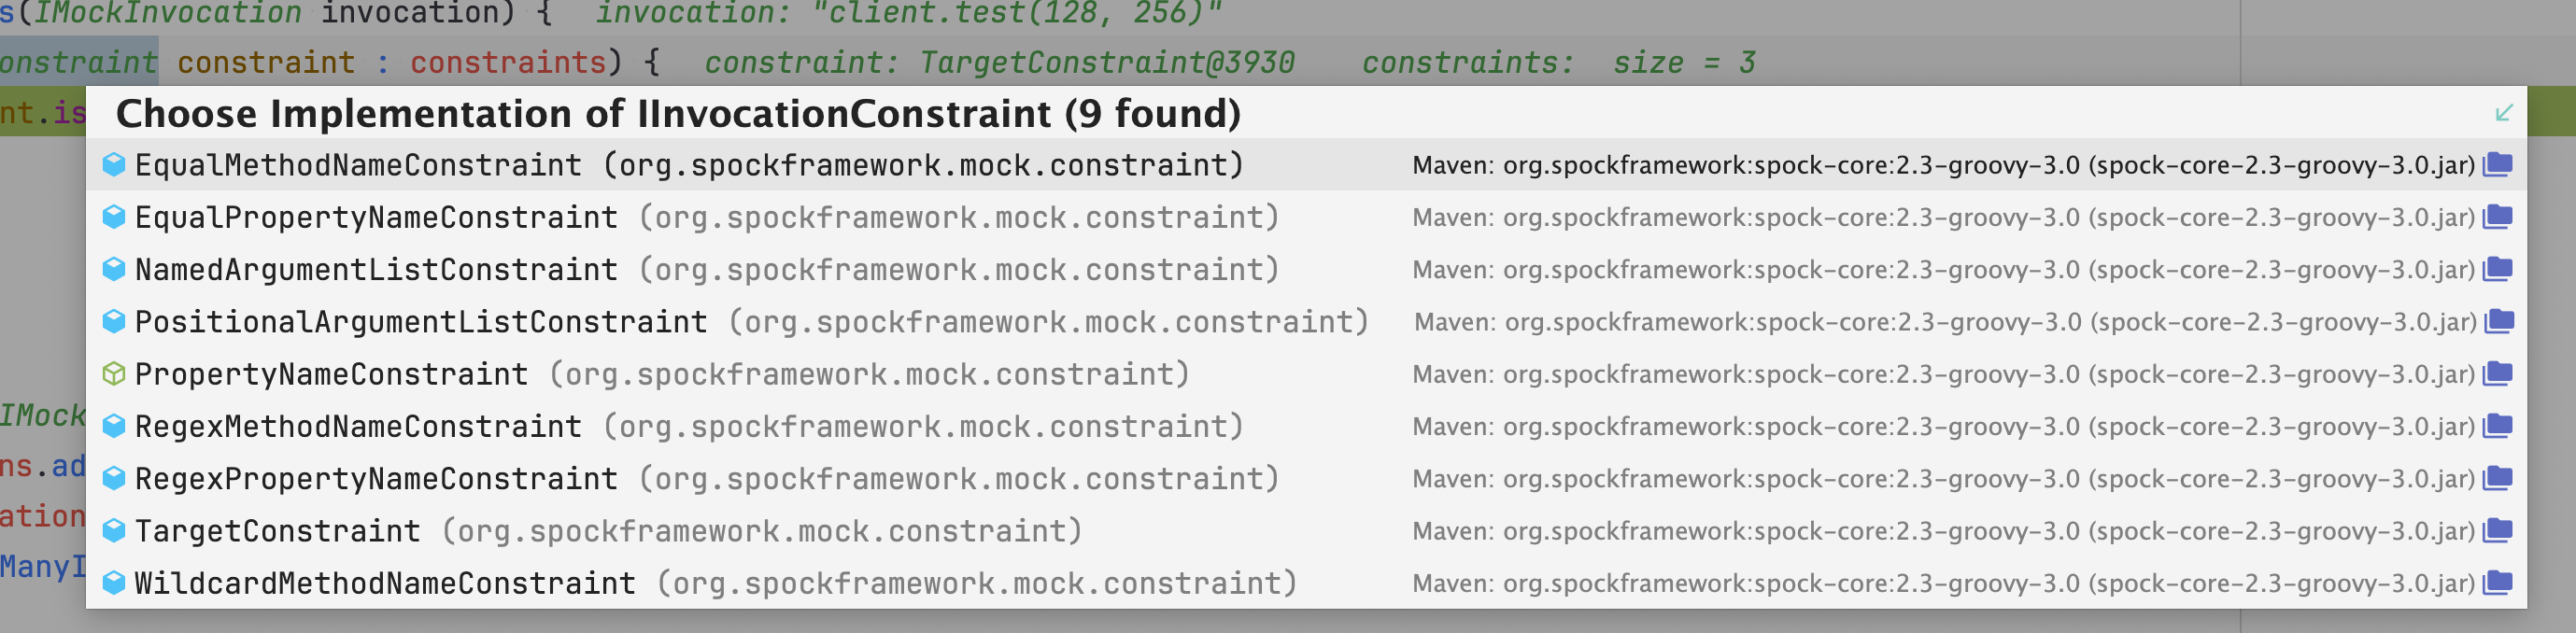 s(IMockInvocation invocation) { invocation: "client.test(128, 256)"
onstraint constraint : constraints) { constraint: TargetConstraint@3930 constraints: size = 3
nt.is
Choose Implementation of IInvocationConstraint (9 found)
EqualMethodNameConstraint (org.spockframework.mock.constraint) Maven: org.spockframework:spock-core:2.3-groovy-3.0 (spock-core-2.3-groovy-3.0.jar)
EqualPropertyNameConstraint (org.spockframework.mock.constraint) Maven: org.spockframework:spock-core:2.3-groovy-3.0 (spock-core-2.3-groovy-3.0.jar)
NamedArgumentListConstraint (org.spockframework.mock.constraint) Maven: org.spockframework:spock-core:2.3-groovy-3.0 (spock-core-2.3-groovy-3.0.jar)
PositionalArgumentListConstraint (org.spockframework.mock.constraint) Maven: org.spockframework:spock-core:2.3-groovy-3.0 (spock-core-2.3-groovy-3.0.jar)
PropertyNameConstraint (org.spockframework.mock.constraint) Maven: org.spockframework:spock-core:2.3-groovy-3.0 (spock-core-2.3-groovy-3.0.jar)
RegexMethodNameConstraint (org.spockframework.mock.constraint) Maven: org.spockframework:spock-core:2.3-groovy-3.0 (spock-core-2.3-groovy-3.0.jar)
RegexPropertyNameConstraint (org.spockframework.mock.constraint) Maven: org.spockframework:spock-core:2.3-groovy-3.0 (spock-core-2.3-groovy-3.0.jar)
TargetConstraint (org.spockframework.mock.constraint) Maven: org.spockframework:spock-core:2.3-groovy-3.0 (spock-core-2.3-groovy-3.0.jar)
WildcardMethodNameConstraint (org.spockframework.mock.constraint) Maven: org.spockframework:spock-core:2.3-groovy-3.0 (spock-core-2.3-groovy-3.0.jar)
IMock
ns.ad
ation
ManyI